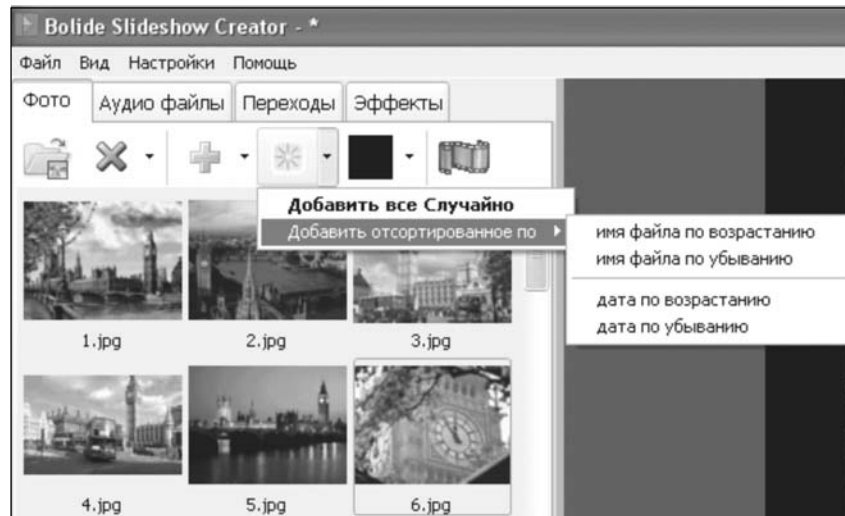 Bolide Slideshow Creator - *
Файл Вид Настройки Помощь
Фото Аудио файлы Переходы Эффекты
Добавить все Случайно
Добавить отсортированное по
имя файла по возрастанию
имя файла по убыванию
дата по возрастанию
дата по убыванию
1.jpg 2.jpg 3.jpg
4.jpg 5.jpg 6.jpg